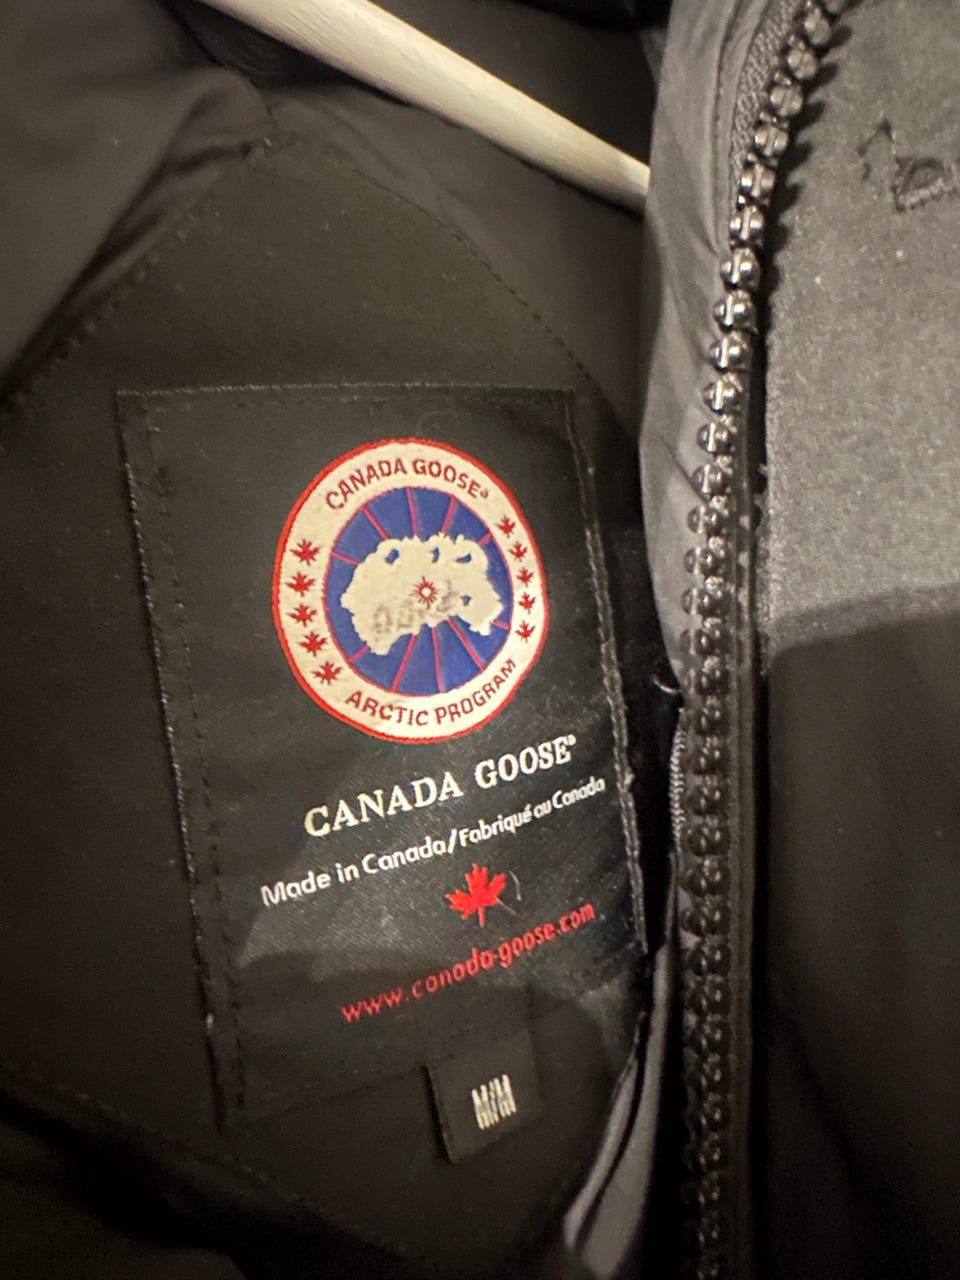 CANADA GOOSE®
ARCTIC PROGRAM
CANADA GOOSE®
Made in Canada/Fabriqué au Canada
www.canada-goose.com
M/M